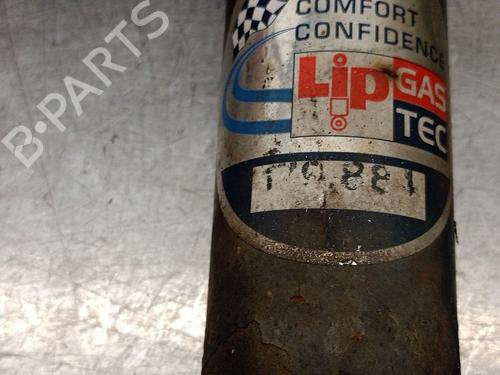 COMFORT
CONFIDENCE
Lip GAS
TEC
B-PARTS